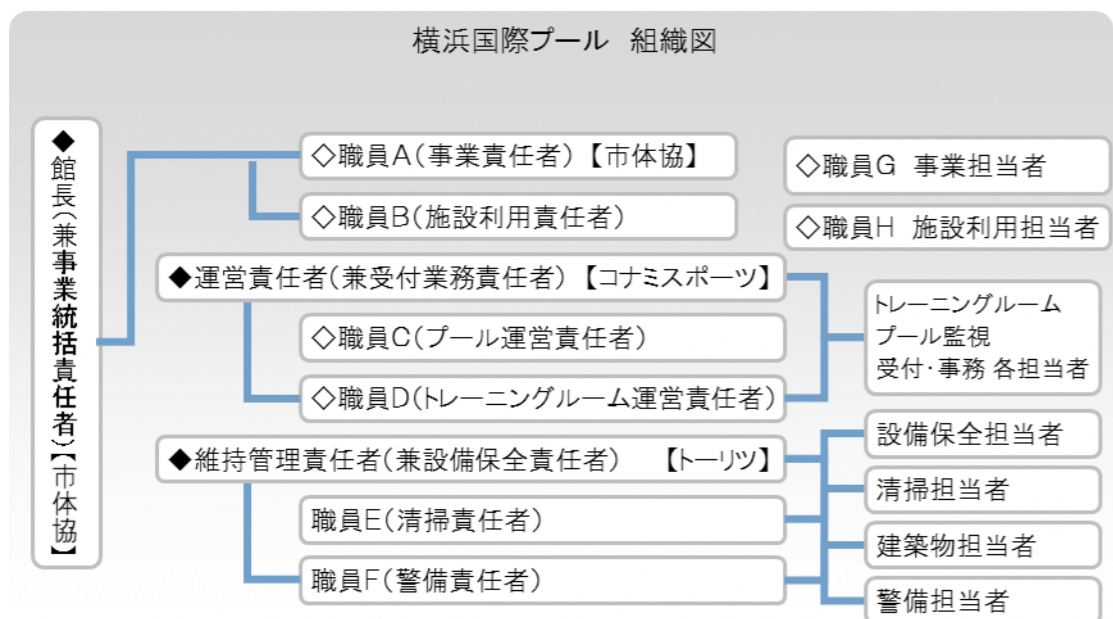 横浜国際プール 組織図
◆館長(兼事業統括責任者)【市体協】
◇職員A(事業責任者)【市体協】
◇職員B(施設利用責任者)
◇職員G 事業担当者
◇職員H 施設利用担当者
◆運営責任者(兼受付業務責任者)【コナミスポーツ】
◇職員C(プール運営責任者)
◇職員D(トレーニングルーム運営責任者)
トレーニングルーム
プール監視
受付・事務 各担当者
◆維持管理責任者(兼設備保全責任者) 【トーリツ】
職員E(清掃責任者)
職員F(警備責任者)
設備保全担当者
清掃担当者
建築物担当者
警備担当者